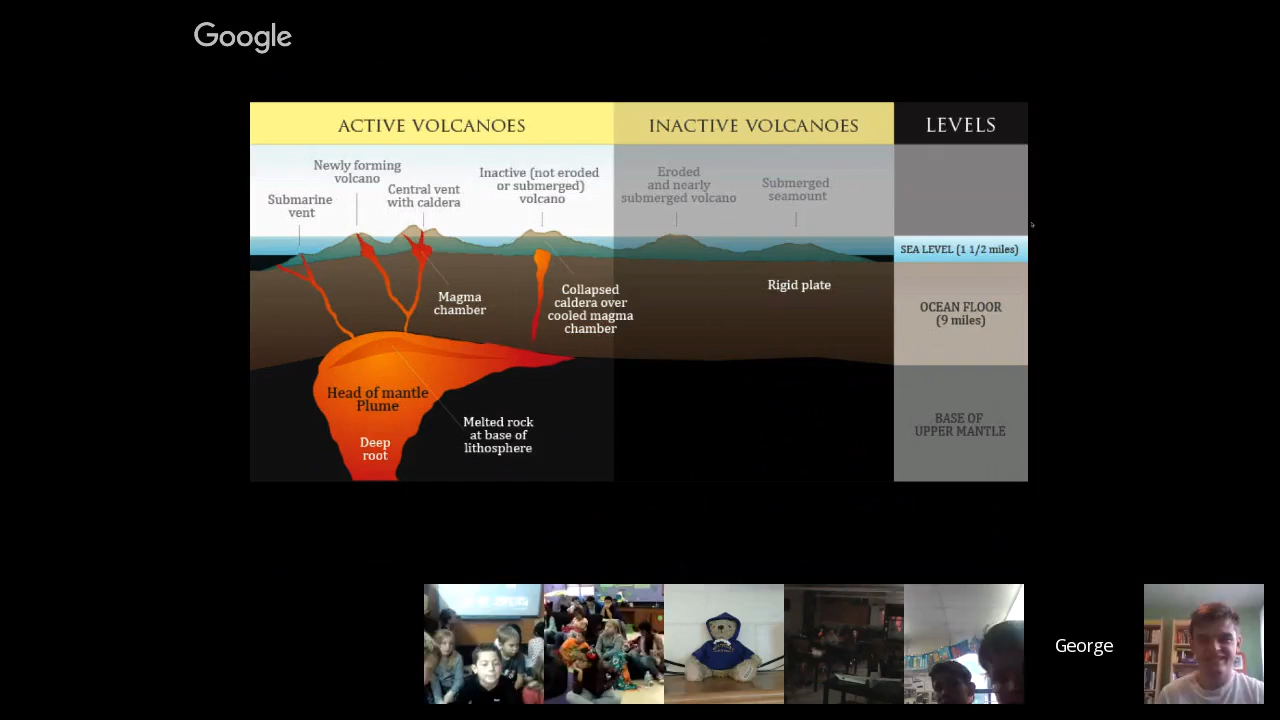 Google
ACTIVE VOLCANOES
INACTIVE VOLCANOES
LEVELS
Newly forming
volcano
Submarine
vent
Central vent
with caldera
Inactive (not eroded
or submerged)
volcano
Eroded
and nearly
submerged volcano
Submerged
seamount
SEA LEVEL (1 1/2 miles)
Magma
chamber
Collapsed
caldera over
cooled magma
chamber
Rigid plate
OCEAN FLOOR
(9 miles)
Head of mantle
Plume
Deep
root
Melted rock
at base of
lithosphere
BASE OF
UPPER MANTLE
George